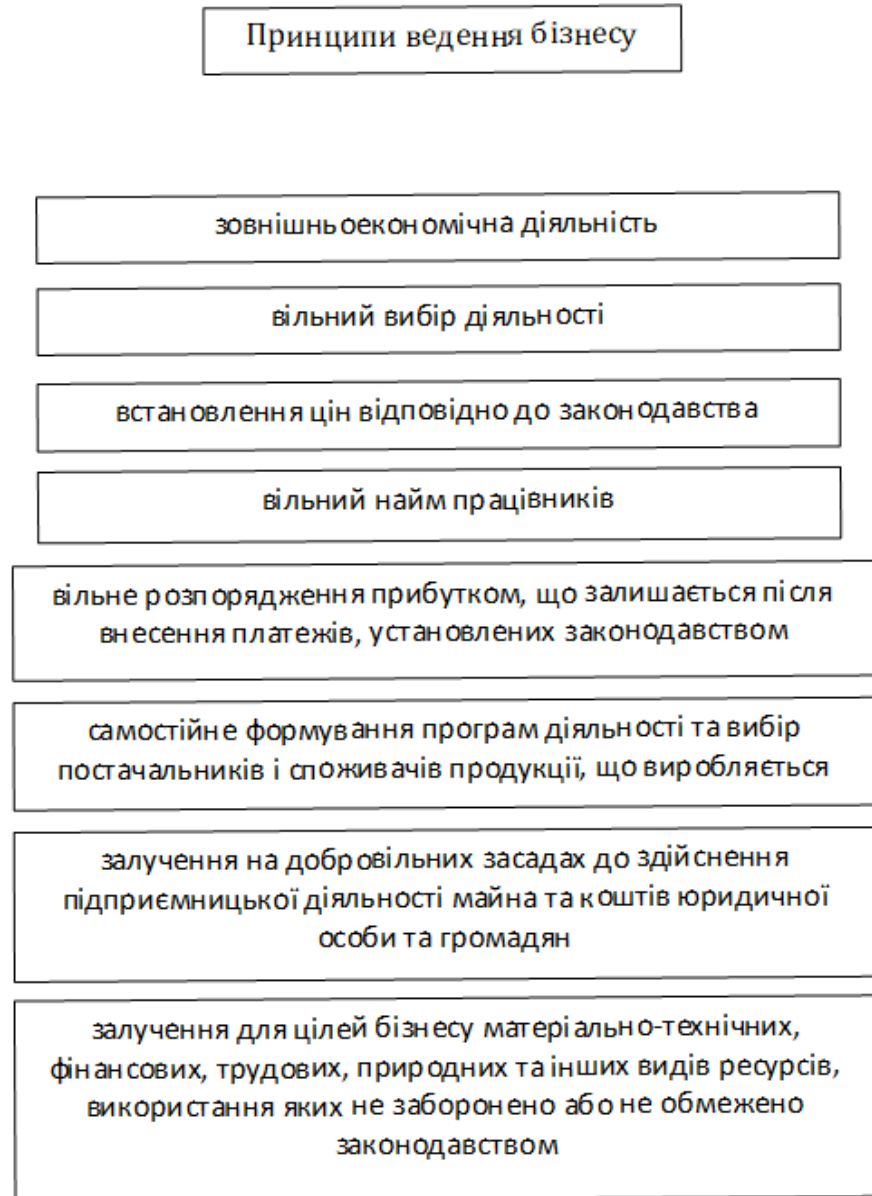 Принципи ведення бізнесу
зовнішньоекономічна діяльність
вільний вибір діяльності
встановлення цін відповідно до законодавства
вільний найм працівників
вільне розпорядження прибутком, що залишається після
внесення платежів, установлених законодавством
самостійне формування програм діяльності та вибір
постачальників і споживачів продукції, що виробляється
залучення на добровільних засадах до здійснення
підприємницької діяльності майна та коштів юридичної
особи та громадян
залучення для цілей бізнесу матеріально-технічних,
фінансових, трудових, природних та інших видів ресурсів,
використання яких не заборонено або не обмежено
законодавством